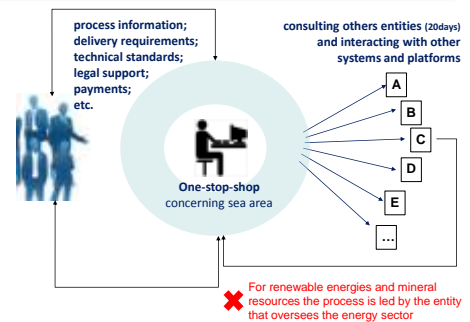 process information;
delivery requirements;
technical standards;
legal support;
payments;
etc.
consulting others entities (20days)
and interacting with other
systems and platforms
A
B
C
D
E
...
One-stop-shop
concerning sea area
For renewable energies and mineral
resources the process is led by the entity
that oversees the energy sector